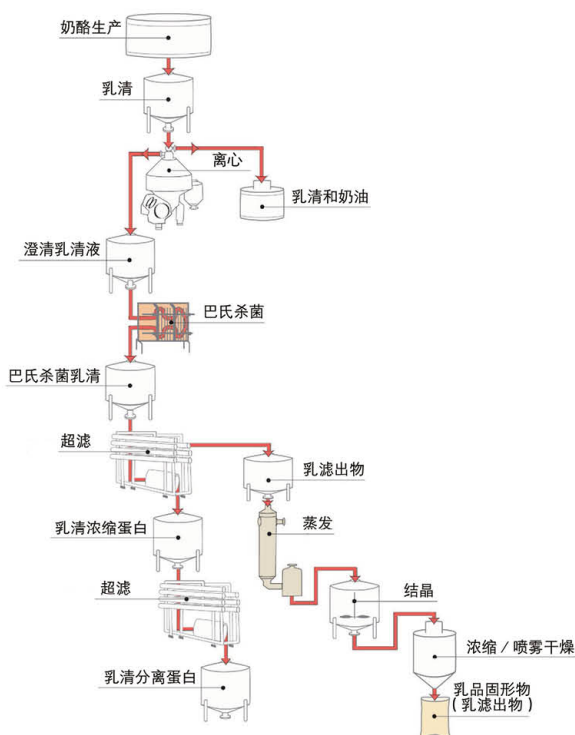 奶酪生产
乳清
离心
乳清和奶油
澄清乳清液
巴氏杀菌
巴氏杀菌乳清
超滤
乳滤出物
乳清浓缩蛋白
蒸发
超滤
结晶
浓缩/喷雾干燥
乳清分离蛋白
乳品固形物
(乳滤出物)